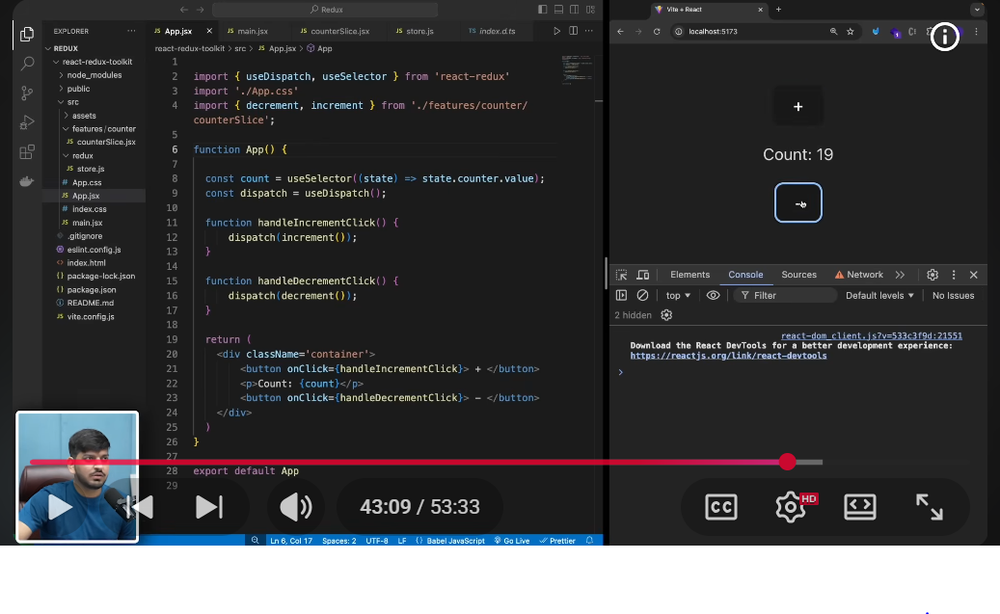 Redux
Vite + React
EXPLORER
App.jsx
main.jsx
counterSlice.jsx
store.js
TS index.d.ts
localhost:5173
REDUX
react-redux-toolkit > src > App.jsx > App
react-redux-toolkit
node_modules
public
src
assets
features/counter
JS counterSlice.jsx
redux
JS store.js
# App.css
JS App.jsx
# index.css
JS main.jsx
.gitignore
eslint.config.js
<> index.html
{} package-lock.json
{} package.json
README.md
JS vite.config.js
1
2 import { useDispatch, useSelector } from 'react-redux'
3 import './App.css'
4 import { decrement, increment } from './features/counter/
counterSlice';
5
6 function App() {
7
8 const count = useSelector((state) => state.counter.value);
9 const dispatch = useDispatch();
10
11 function handleIncrementClick() {
12 dispatch(increment());
13 }
14
15 function handleDecrementClick() {
16 dispatch(decrement());
17 }
18
19 return (
20 <div className='container'>
21 <button onClick={handleIncrementClick}> + </button>
22 <p>Count: {count}</p>
23 <button onClick={handleDecrementClick}> - </button>
24 </div>
25 )
26 }
27
28 export default App
29
+
Count: 19
-
Elements Console Sources Network
top Filter Default levels No Issues
2 hidden
react-dom_client.js?v=533c3f9d:21551
Download the React DevTools for a better development experience:
https://reactjs.org/link/react-devtools
43:09 / 53:33
CC
HD
Ln 6, Col 17 Spaces: 2 UTF-8 LF {} Babel JavaScript Go Live Prettier